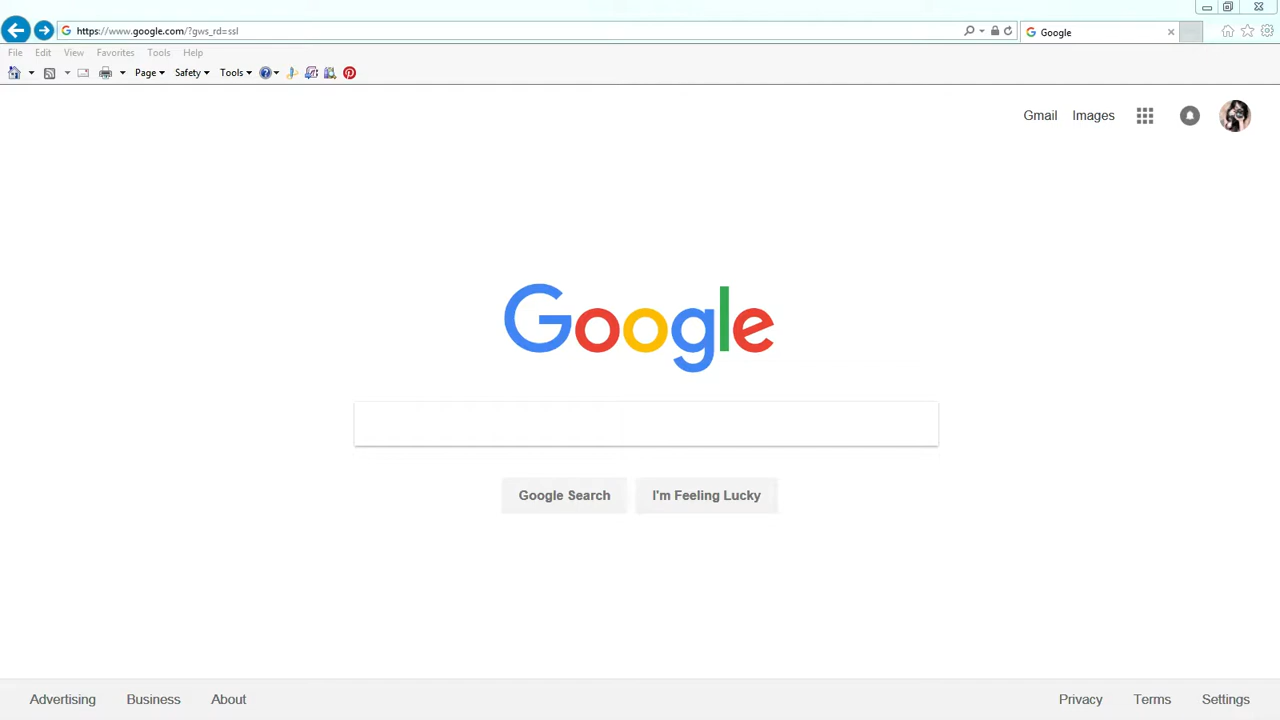 https://www.google.com/?gws_rd=ssl
Google
File Edit View Favorites Tools Help
Page Safety Tools
Gmail Images
Google
Google Search I'm Feeling Lucky
Advertising Business About Privacy Terms Settings